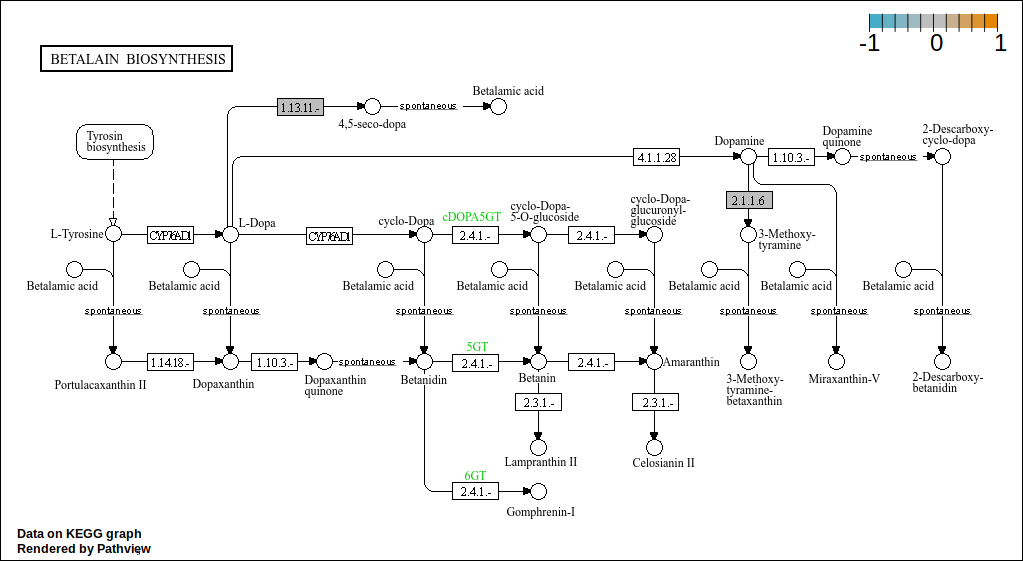 -1 0 1
BETALAIN BIOSYNTHESIS
Betalamic acid
1.13.11.-
spontaneous
4,5-seco-dopa
Tyrosin
biosynthesis
Dopamine
Dopamine
quinone
2-Descarboxy-
cyclo-dopa
4.1.1.28
1.10.3.-
spontaneous
2.1.1.6
L-Tyrosine
CYP76AD1
L-Dopa
CYP76AD1
cyclo-Dopa
cDOPA5GT
2.4.1.-
cyclo-Dopa-
5-O-glucoside
2.4.1.-
cyclo-Dopa-
glucuronyl-
glucoside
3-Methoxy-
tyramine
Betalamic acid
Betalamic acid
Betalamic acid
Betalamic acid
Betalamic acid
Betalamic acid
Betalamic acid
Betalamic acid
spontaneous
spontaneous
spontaneous
spontaneous
spontaneous
spontaneous
spontaneous
spontaneous
Portulacaxanthin II
1.14.18.-
Dopaxanthin
1.10.3.-
Dopaxanthin
quinone
spontaneous
Betanidin
5GT
2.4.1.-
Betanin
2.4.1.-
Amaranthin
3-Methoxy-
tyramine-
betaxanthin
Miraxanthin-V
2-Descarboxy-
betanidin
2.3.1.-
2.3.1.-
Lampranthin II
Celosianin II
6GT
2.4.1.-
Gomphrenin-I
Data on KEGG graph
Rendered by Pathview